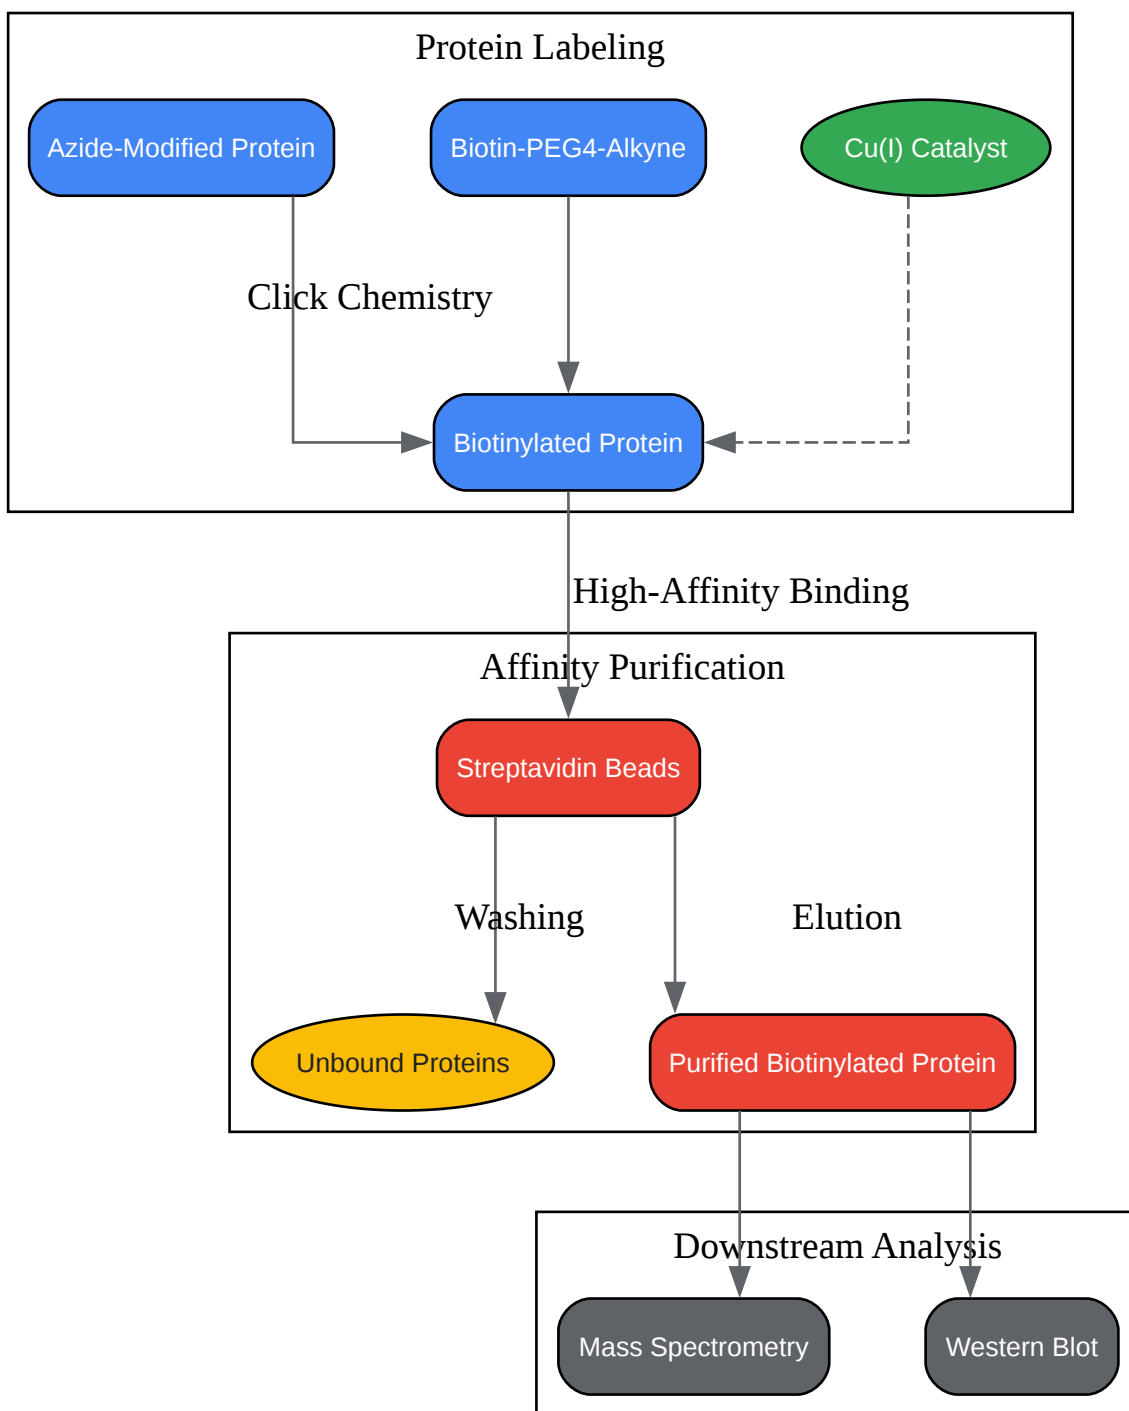 Protein Labeling
Azide-Modified Protein
Biotin-PEG4-Alkyne
Cu(I) Catalyst
Click Chemistry
Biotinylated Protein
High-Affinity Binding
Affinity Purification
Streptavidin Beads
Washing
Elution
Unbound Proteins
Purified Biotinylated Protein
Downstream Analysis
Mass Spectrometry
Western Blot